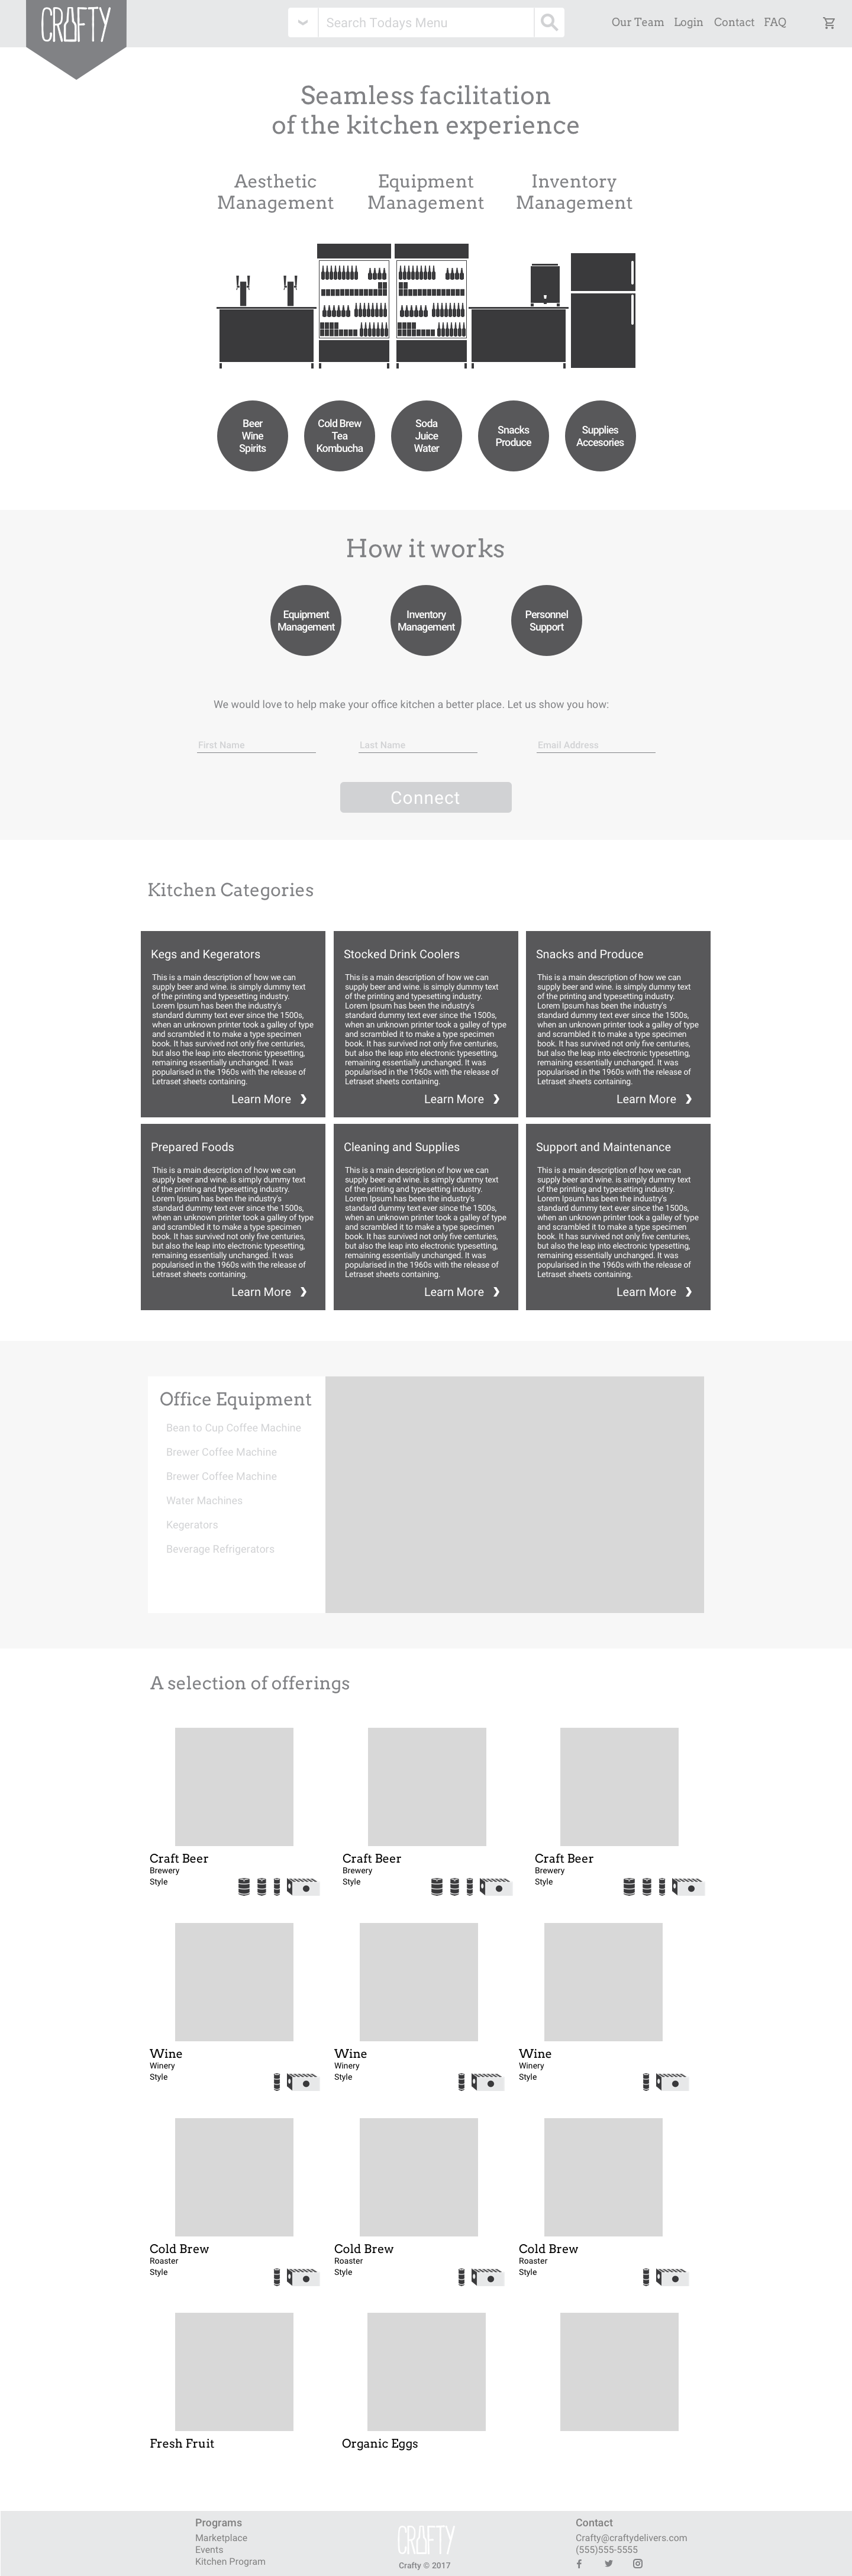 CRAFTY
Search Todays Menu
Our Team Login Contact FAQ
Seamless facilitation
of the kitchen experience
Aesthetic
Management
Equipment
Management
Inventory
Management
Beer
Wine
Spirits
Cold Brew
Tea
Kombucha
Soda
Juice
Water
Snacks
Produce
Supplies
Accesories
How it works
Equipment
Management
Inventory
Management
Personnel
Support
We would love to help make your office kitchen a better place. Let us show you how:
First Name
Last Name
Email Address
Connect
Kitchen Categories
Kegs and Kegerators
This is a main description of how we can
supply beer and wine. is simply dummy text
of the printing and typesetting industry.
Lorem Ipsum has been the industry's
standard dummy text ever since the 1500s,
when an unknown printer took a galley of type
and scrambled it to make a type specimen
book. It has survived not only five centuries,
but also the leap into electronic typesetting,
remaining essentially unchanged. It was
popularised in the 1960s with the release of
Letraset sheets containing.
Learn More
Stocked Drink Coolers
This is a main description of how we can
supply beer and wine. is simply dummy text
of the printing and typesetting industry.
Lorem Ipsum has been the industry's
standard dummy text ever since the 1500s,
when an unknown printer took a galley of type
and scrambled it to make a type specimen
book. It has survived not only five centuries,
but also the leap into electronic typesetting,
remaining essentially unchanged. It was
popularised in the 1960s with the release of
Letraset sheets containing.
Learn More
Snacks and Produce
This is a main description of how we can
supply beer and wine. is simply dummy text
of the printing and typesetting industry.
Lorem Ipsum has been the industry's
standard dummy text ever since the 1500s,
when an unknown printer took a galley of type
and scrambled it to make a type specimen
book. It has survived not only five centuries,
but also the leap into electronic typesetting,
remaining essentially unchanged. It was
popularised in the 1960s with the release of
Letraset sheets containing.
Learn More
Prepared Foods
This is a main description of how we can
supply beer and wine. is simply dummy text
of the printing and typesetting industry.
Lorem Ipsum has been the industry's
standard dummy text ever since the 1500s,
when an unknown printer took a galley of type
and scrambled it to make a type specimen
book. It has survived not only five centuries,
but also the leap into electronic typesetting,
remaining essentially unchanged. It was
popularised in the 1960s with the release of
Letraset sheets containing.
Learn More
Cleaning and Supplies
This is a main description of how we can
supply beer and wine. is simply dummy text
of the printing and typesetting industry.
Lorem Ipsum has been the industry's
standard dummy text ever since the 1500s,
when an unknown printer took a galley of type
and scrambled it to make a type specimen
book. It has survived not only five centuries,
but also the leap into electronic typesetting,
remaining essentially unchanged. It was
popularised in the 1960s with the release of
Letraset sheets containing.
Learn More
Support and Maintenance
This is a main description of how we can
supply beer and wine. is simply dummy text
of the printing and typesetting industry.
Lorem Ipsum has been the industry's
standard dummy text ever since the 1500s,
when an unknown printer took a galley of type
and scrambled it to make a type specimen
book. It has survived not only five centuries,
but also the leap into electronic typesetting,
remaining essentially unchanged. It was
popularised in the 1960s with the release of
Letraset sheets containing.
Learn More
Office Equipment
Bean to Cup Coffee Machine
Brewer Coffee Machine
Brewer Coffee Machine
Water Machines
Kegerators
Beverage Refrigerators
A selection of offerings
Craft Beer
Brewery
Style
Craft Beer
Brewery
Style
Craft Beer
Brewery
Style
Wine
Winery
Style
Wine
Winery
Style
Wine
Winery
Style
Cold Brew
Roaster
Style
Cold Brew
Roaster
Style
Cold Brew
Roaster
Style
Fresh Fruit
Organic Eggs
Programs
Marketplace
Events
Kitchen Program
CRAFTY
Crafty © 2017
Contact
Crafty@craftydelivers.com
(555)555-5555